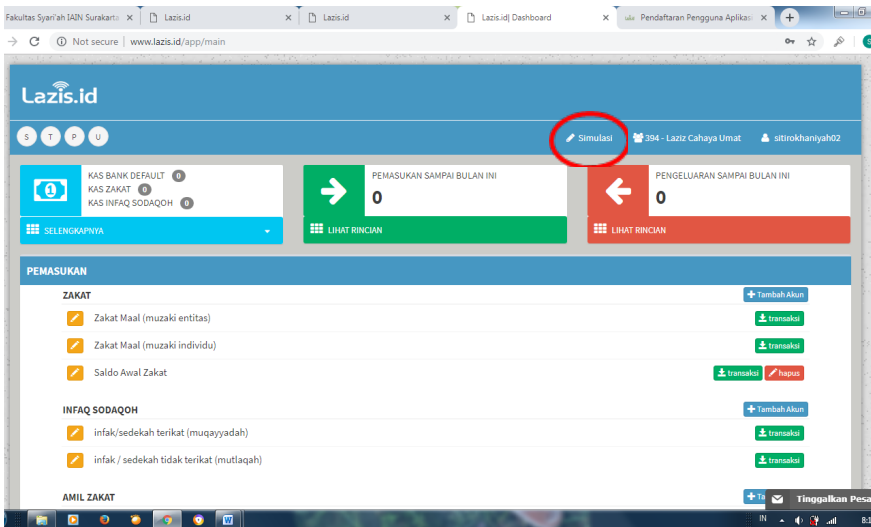 Fakultas Syari'ah IAIN Surakarta
Lazis.id
Lazis.id
Lazis.id| Dashboard
Pendaftaran Pengguna Aplikasi
Not secure | www.lazis.id/app/main
Lazis.id
S T P U
Simulasi
394 - Laziz Cahaya Umat
sitirokhaniyah02
KAS BANK DEFAULT 0
KAS ZAKAT 0
KAS INFAQ SODAQOH 0
SELENGKAPNYA
PEMASUKAN SAMPAI BULAN INI
0
LIHAT RINCIAN
PENGELUARAN SAMPAI BULAN INI
0
LIHAT RINCIAN
PEMASUKAN
ZAKAT + Tambah Akun
Zakat Maal (muzaki entitas) transaksi
Zakat Maal (muzaki individu) transaksi
Saldo Awal Zakat transaksi hapus
INFAQ SODAQOH + Tambah Akun
infak/sedekah terikat (muqayyadah) transaksi
infak / sedekah tidak terikat (mutlaqah) transaksi
AMIL ZAKAT + Ta
Tinggalkan Pesa
IN 8:1